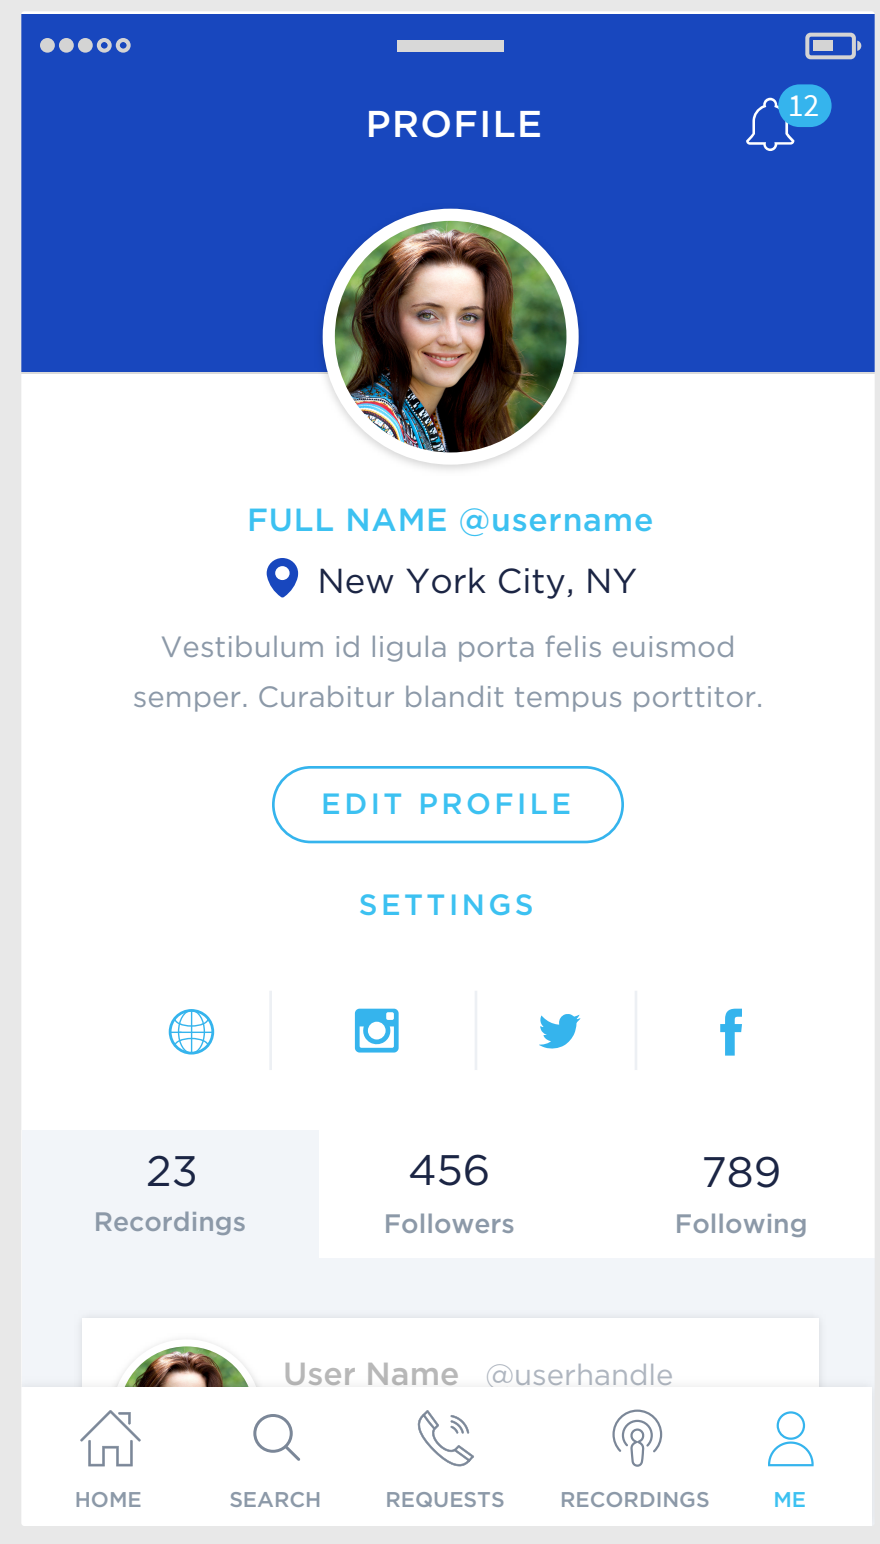 PROFILE
12
FULL NAME @username
New York City, NY
Vestibulum id ligula porta felis euismod
semper. Curabitur blandit tempus porttitor.
EDIT PROFILE
SETTINGS
23 456 789
Recordings Followers Following
User Name @userhandle
HOME SEARCH REQUESTS RECORDINGS ME